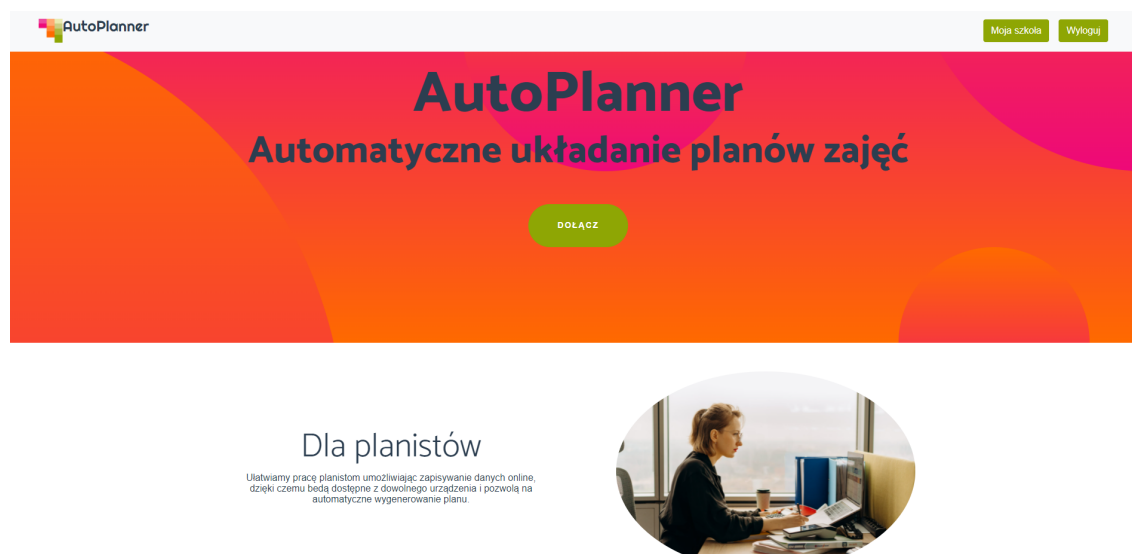 AutoPlanner
Moja szkoła
Wyloguj
AutoPlanner
Automatyczne układanie planów zajęć
DOŁĄCZ
Dla planistów
Ułatwiamy pracę planistom umożliwiając zapisywanie danych online,
dzięki czemu bedą dostępne z dowolnego urządzenia i pozwolą na
automatyczne wygenerowanie planu.